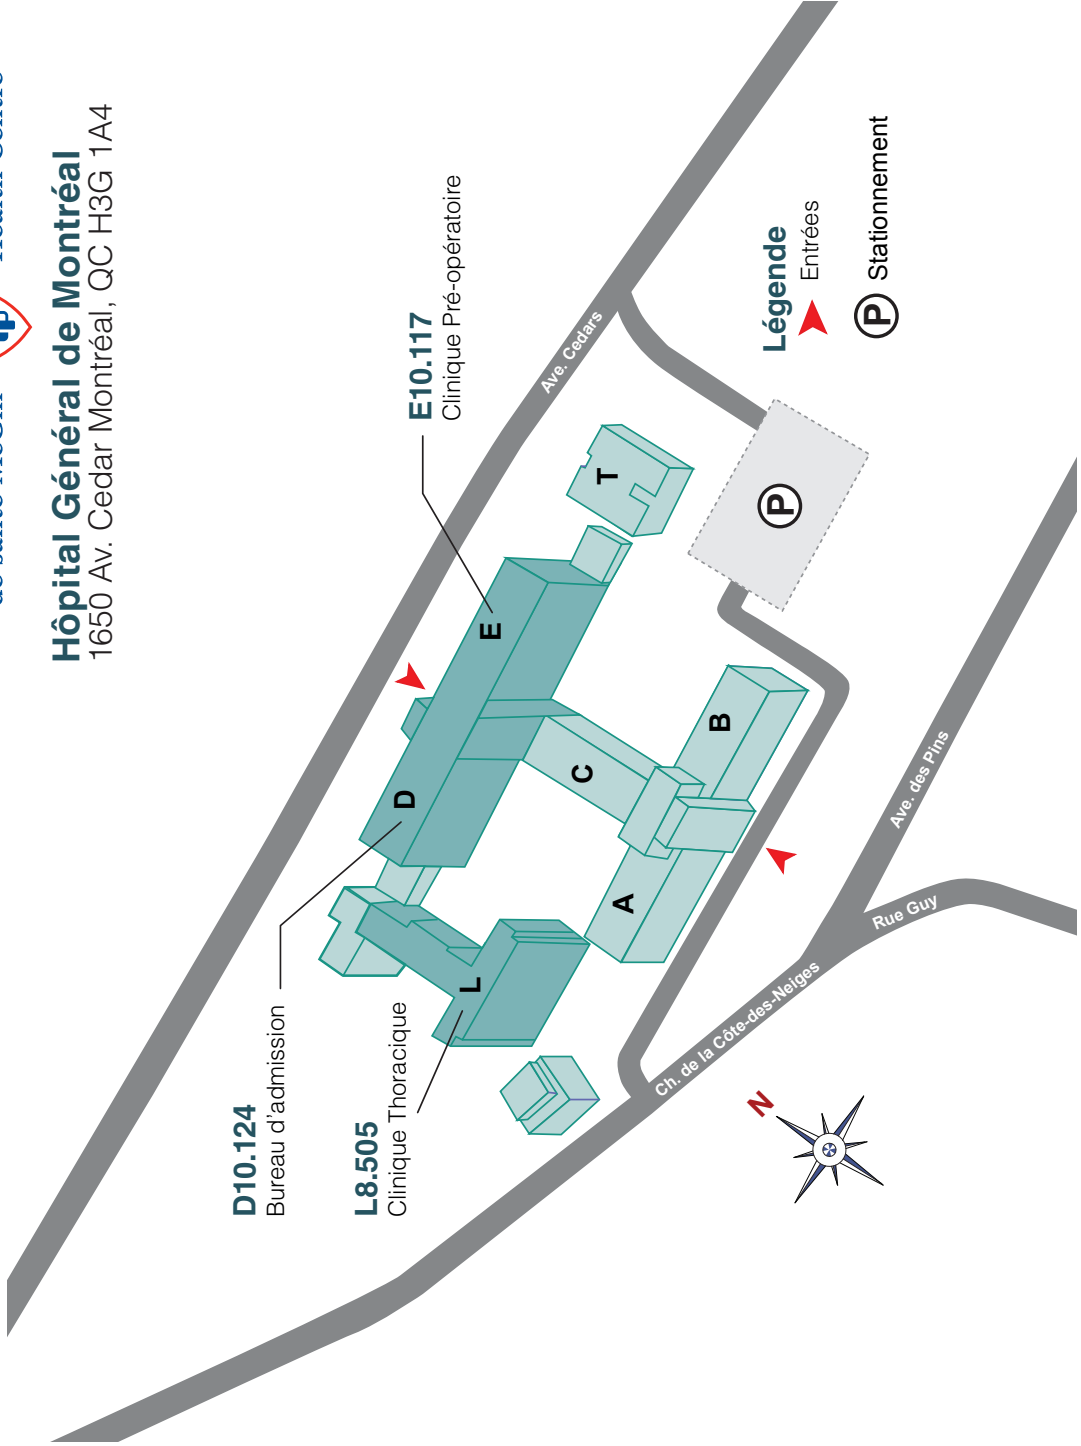 Hôpital Général de Montréal
1650 Av. Cedar Montréal, QC H3G 1A4
D10.124
Bureau d'admission
L8.505
Clinique Thoracique
E10.117
Clinique Pré-opératoire
Ave. Cedars
D
E
T
L
C
A
B
P
Ch. de la Côte-des-Neiges
Rue Guy
Ave. des Pins
N
Légende
Entrées
P Stationnement